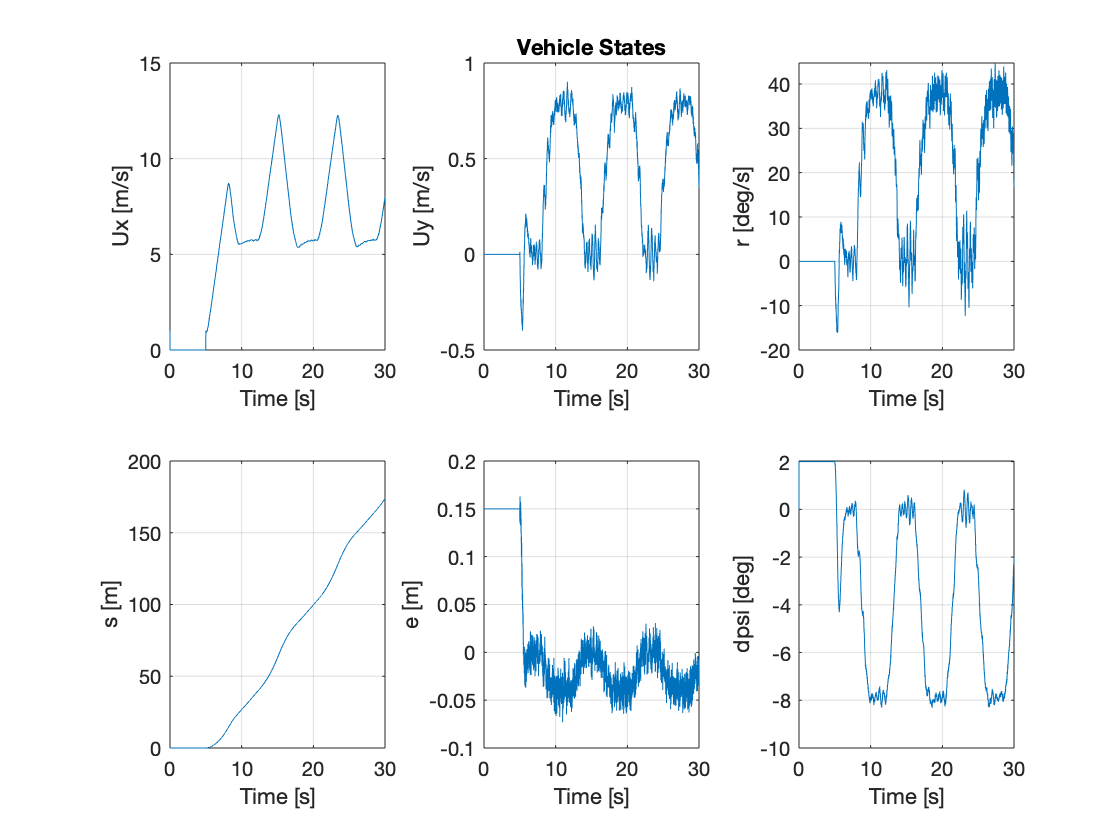 Vehicle States
15
10
5
0
Ux [m/s]
0 10 20 30
Time [s]
1
0.5
0
-0.5
Uy [m/s]
0 10 20 30
Time [s]
40
30
20
10
0
-10
-20
r [deg/s]
0 10 20 30
Time [s]
200
150
100
50
0
s [m]
0 10 20 30
Time [s]
0.2
0.15
0.1
0.05
0
-0.05
-0.1
e [m]
0 10 20 30
Time [s]
2
0
-2
-4
-6
-8
-10
dpsi [deg]
0 10 20 30
Time [s]